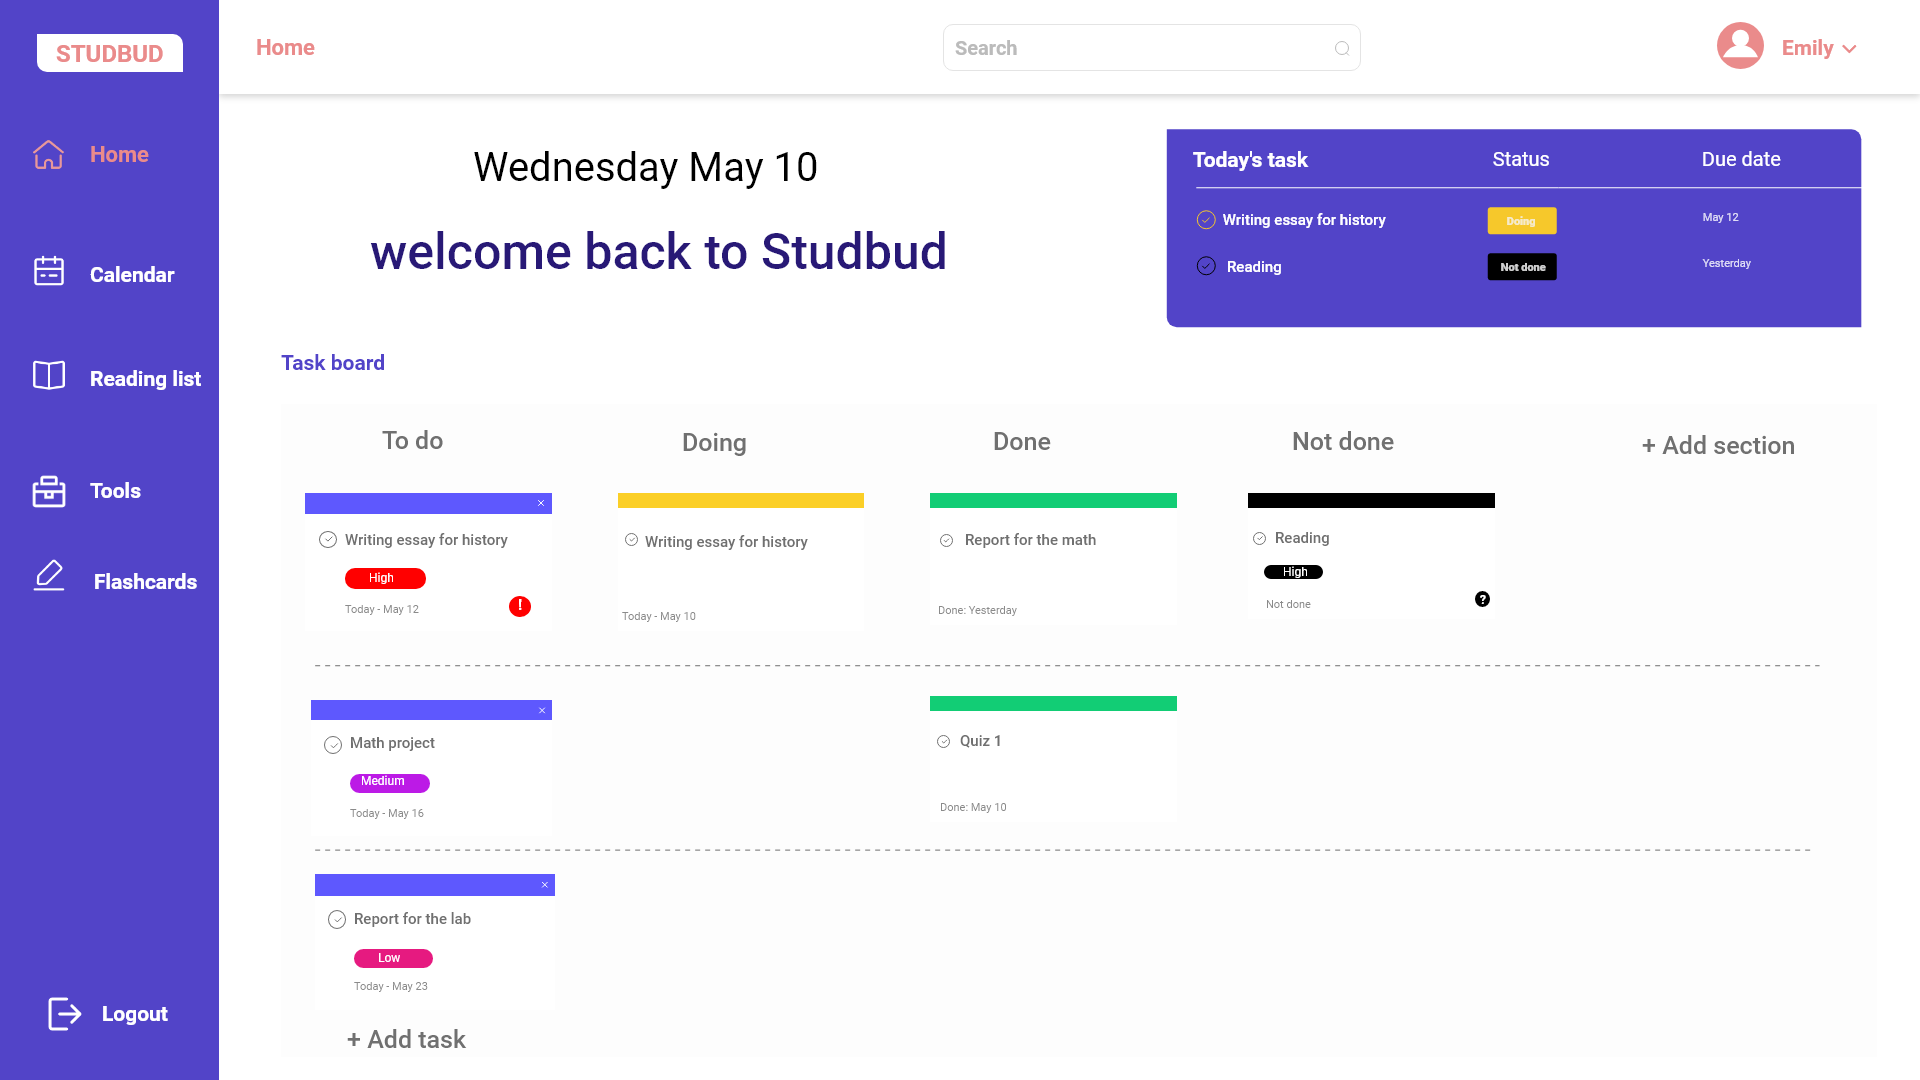 STUDBUD
Home
Calendar
Reading list
Tools
Flashcards
Logout
Home
Search
Emily
Wednesday May 10
welcome back to Studbud
Today's task Status Due date
Writing essay for history Doing May 12
Reading Not done Yesterday
Task board
To do Doing Done Not done + Add section
Writing essay for history
High
Today - May 12
!
Writing essay for history
Today - May 10
Report for the math
Done: Yesterday
Reading
High
Not done
?
Math project
Medium
Today - May 16
Quiz 1
Done: May 10
Report for the lab
Low
Today - May 23
+ Add task